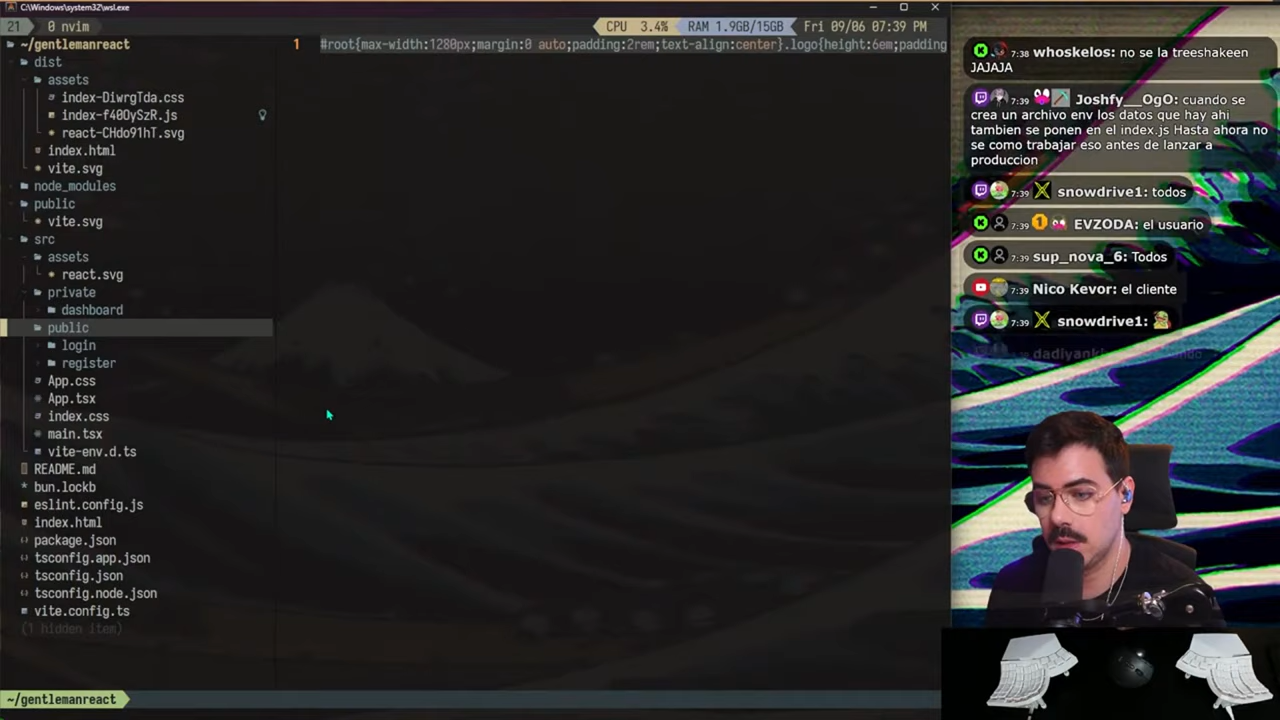 C:\Windows\system32\wsl.exe
21 0 nvim
CPU 3.4% RAM 1.9GB/15GB Fri 09/06 07:39 PM
~/gentlemanreact
dist
assets
index-DiwrgTda.css
index-f40OySzR.js
react-CHdo91hT.svg
index.html
vite.svg
node_modules
public
vite.svg
src
assets
react.svg
private
dashboard
public
login
register
App.css
App.tsx
index.css
main.tsx
vite-env.d.ts
README.md
bun.lockb
eslint.config.js
index.html
package.json
tsconfig.app.json
tsconfig.json
tsconfig.node.json
vite.config.ts
(1 hidden item)
~/gentlemanreact
1 #root{max-width:1280px;margin:0 auto;padding:2rem;text-align:center}.logo{height:6em;padding
7:38 whoskelos: no se la treeshakeen
JAJAJA
7:39 Joshfy__OgO: cuando se
crea un archivo env los datos que hay ahi
tambien se ponen en el index.js Hasta ahora no
se como trabajar eso antes de lanzar a
produccion
7:39 snowdrive1: todos
7:39 EVZODA: el usuario
7:39 sup_nova_6: Todos
7:39 Nico Kevor: el cliente
7:39 snowdrive1: